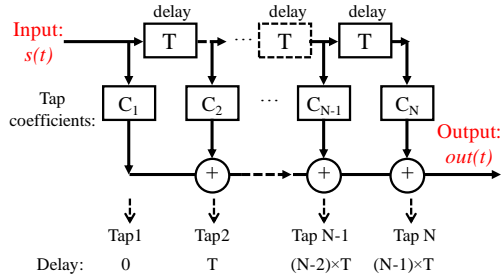 delay delay delay
Input:
s(t)
T ... T T
Tap
coefficients:
C1 C2 ... CN-1 CN
Output:
out(t)
+ + +
Tap1 Tap2 Tap N-1 Tap N
Delay: 0 T (N-2)×T (N-1)×T